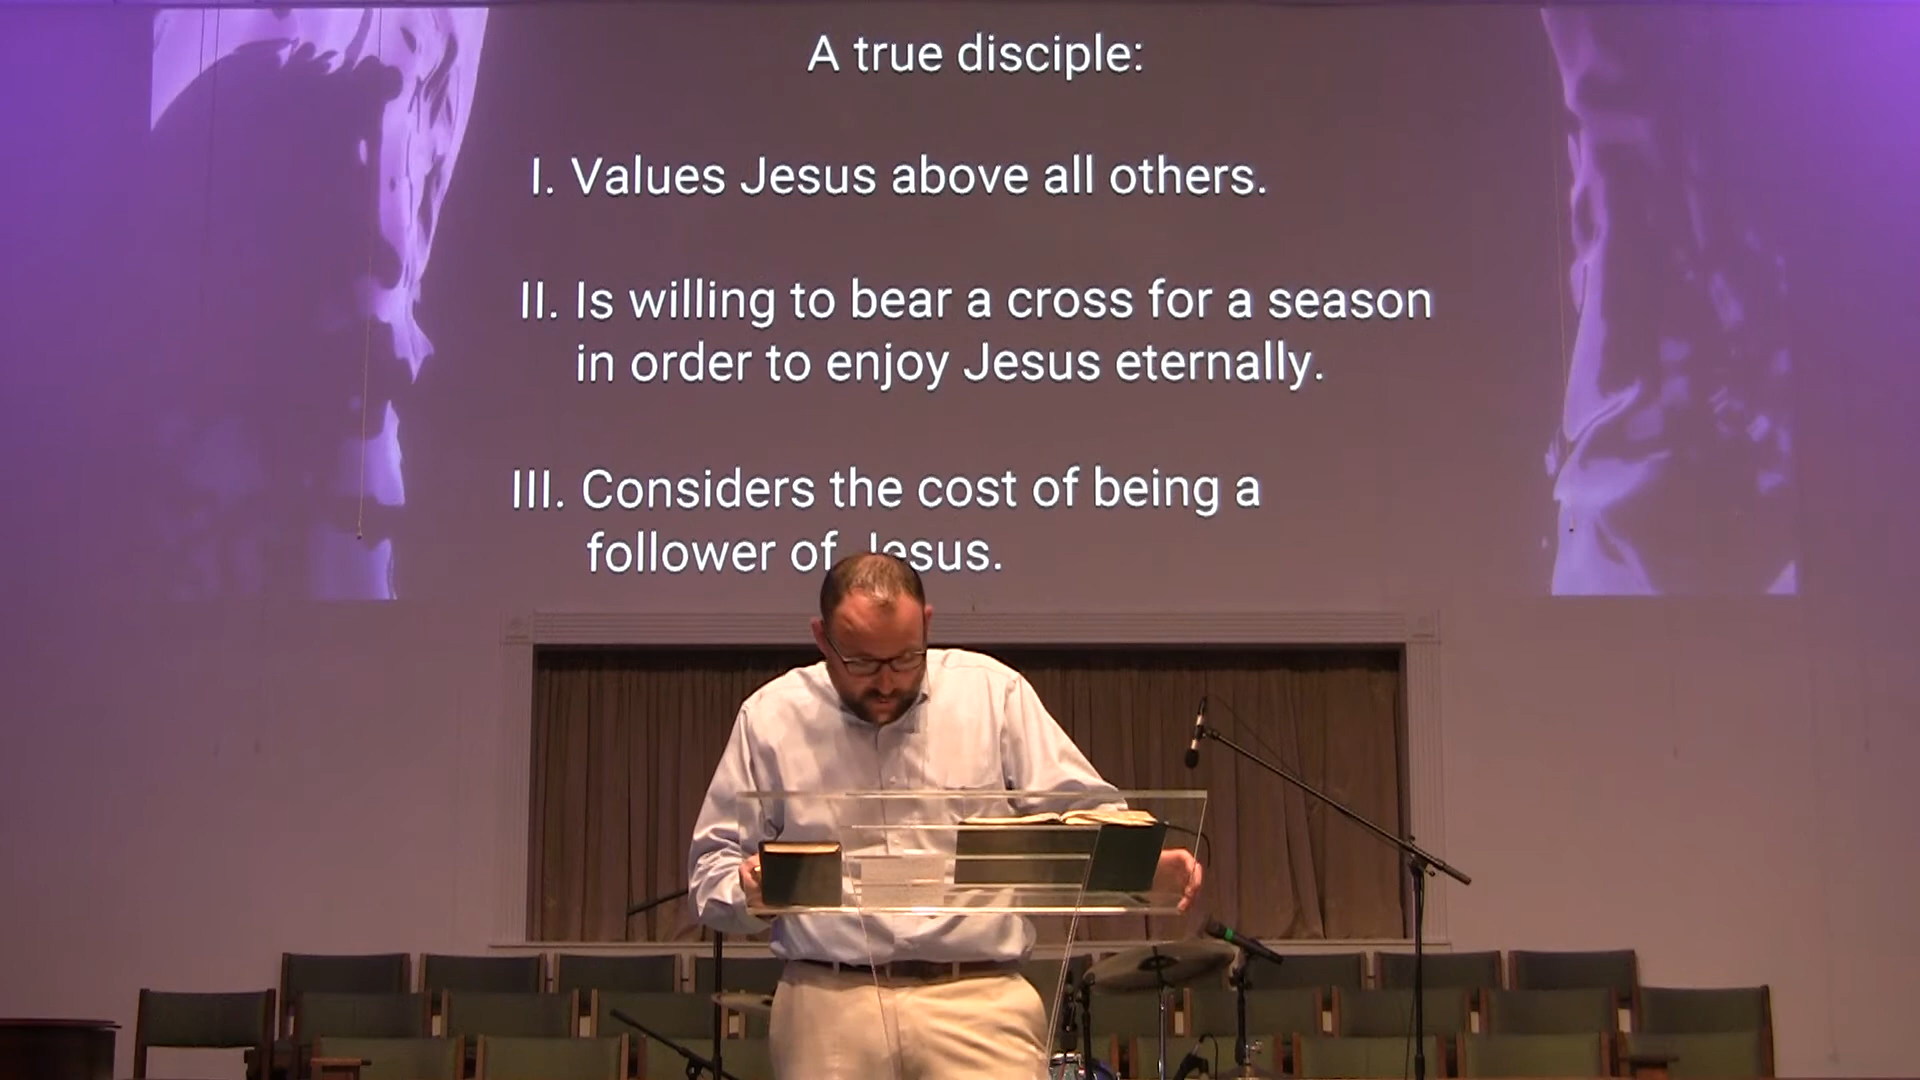 A true disciple:
I. Values Jesus above all others.
II. Is willing to bear a cross for a season
in order to enjoy Jesus eternally.
III. Considers the cost of being a
follower of Jesus.